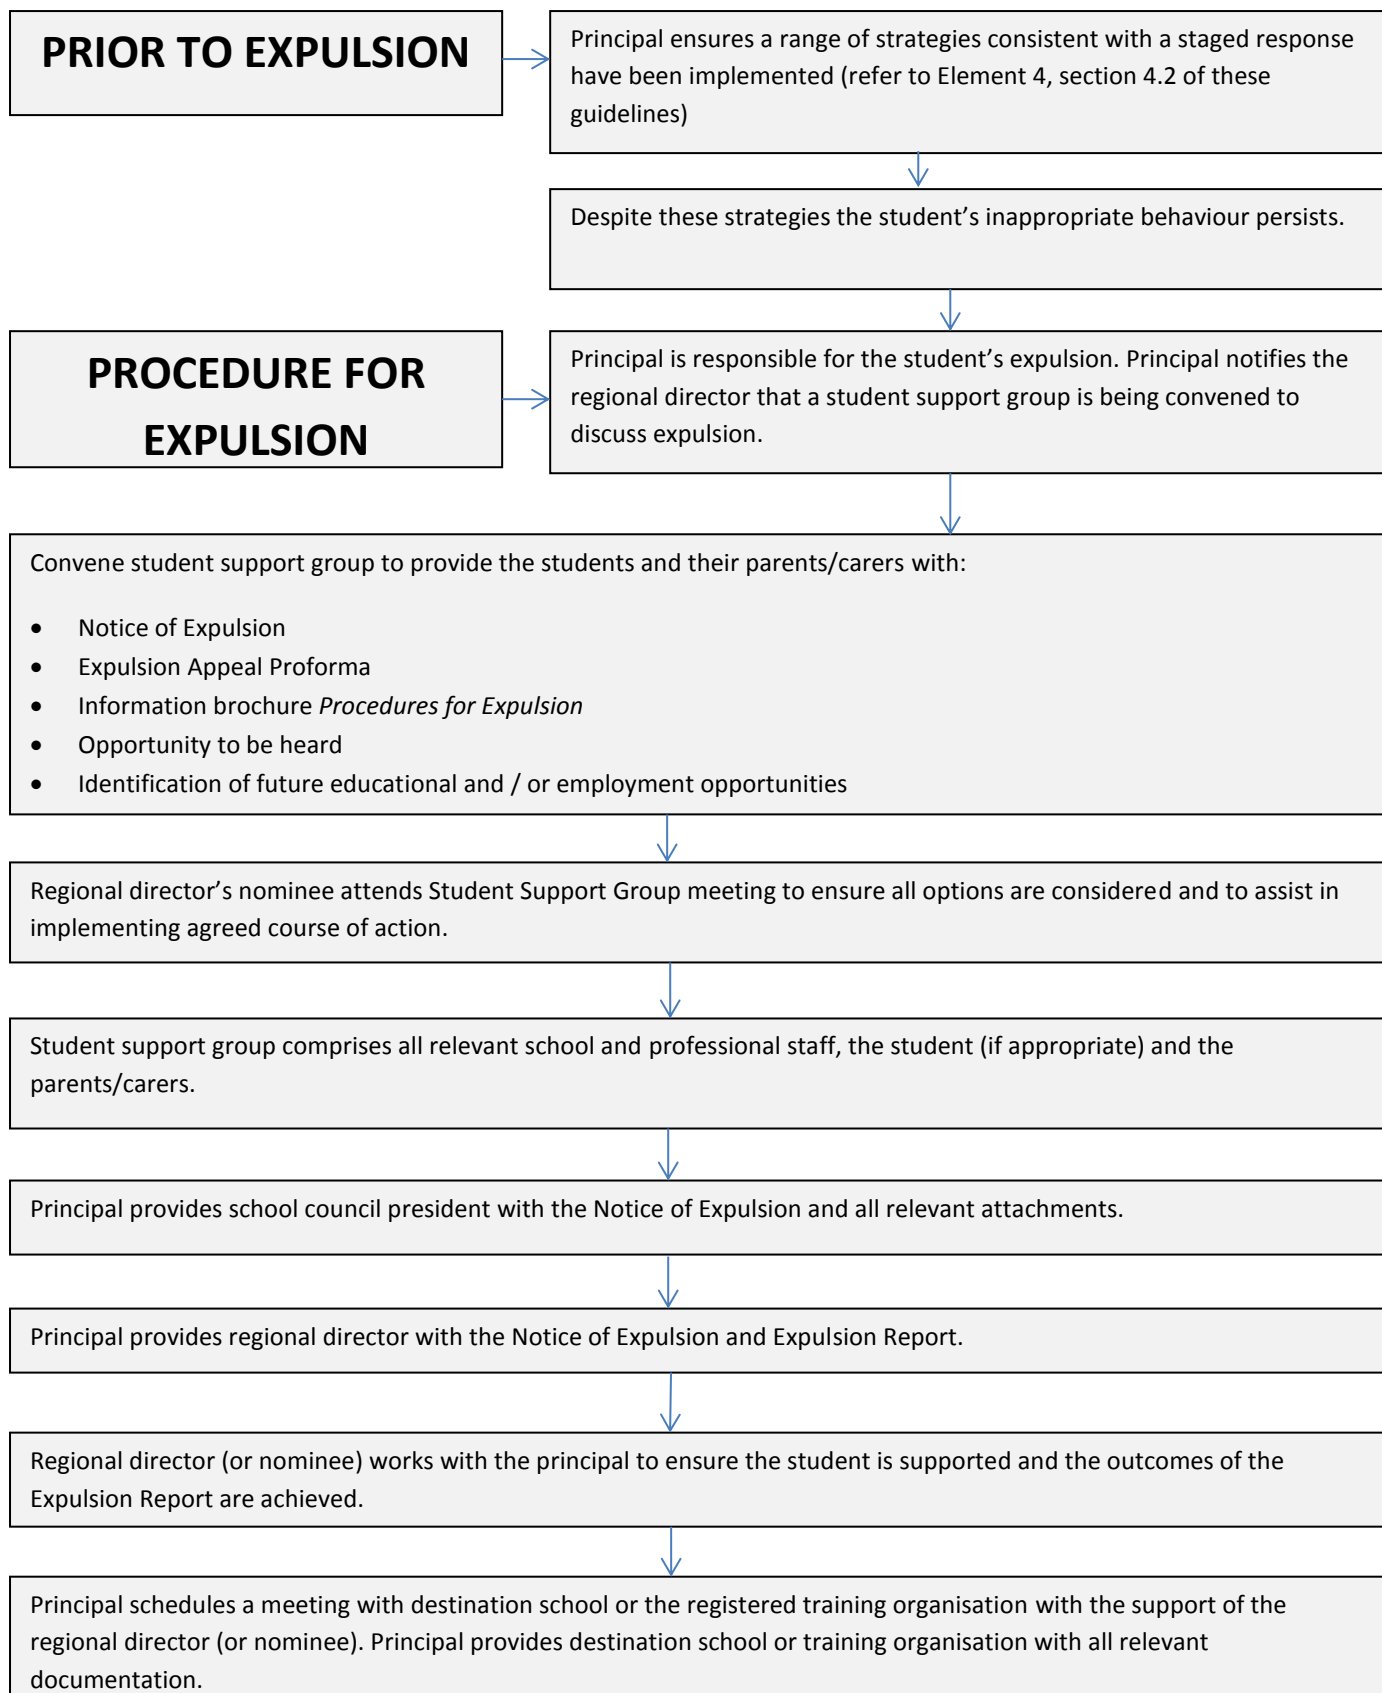 PRIOR TO EXPULSION
Principal ensures a range of strategies consistent with a staged response
have been implemented (refer to Element 4, section 4.2 of these
guidelines)
Despite these strategies the student’s inappropriate behaviour persists.
PROCEDURE FOR
EXPULSION
Principal is responsible for the student’s expulsion. Principal notifies the
regional director that a student support group is being convened to
discuss expulsion.
Convene student support group to provide the students and their parents/carers with:
• Notice of Expulsion
• Expulsion Appeal Proforma
• Information brochure Procedures for Expulsion
• Opportunity to be heard
• Identification of future educational and / or employment opportunities
Regional director’s nominee attends Student Support Group meeting to ensure all options are considered and to assist in
implementing agreed course of action.
Student support group comprises all relevant school and professional staff, the student (if appropriate) and the
parents/carers.
Principal provides school council president with the Notice of Expulsion and all relevant attachments.
Principal provides regional director with the Notice of Expulsion and Expulsion Report.
Regional director (or nominee) works with the principal to ensure the student is supported and the outcomes of the
Expulsion Report are achieved.
Principal schedules a meeting with destination school or the registered training organisation with the support of the
regional director (or nominee). Principal provides destination school or training organisation with all relevant
documentation.